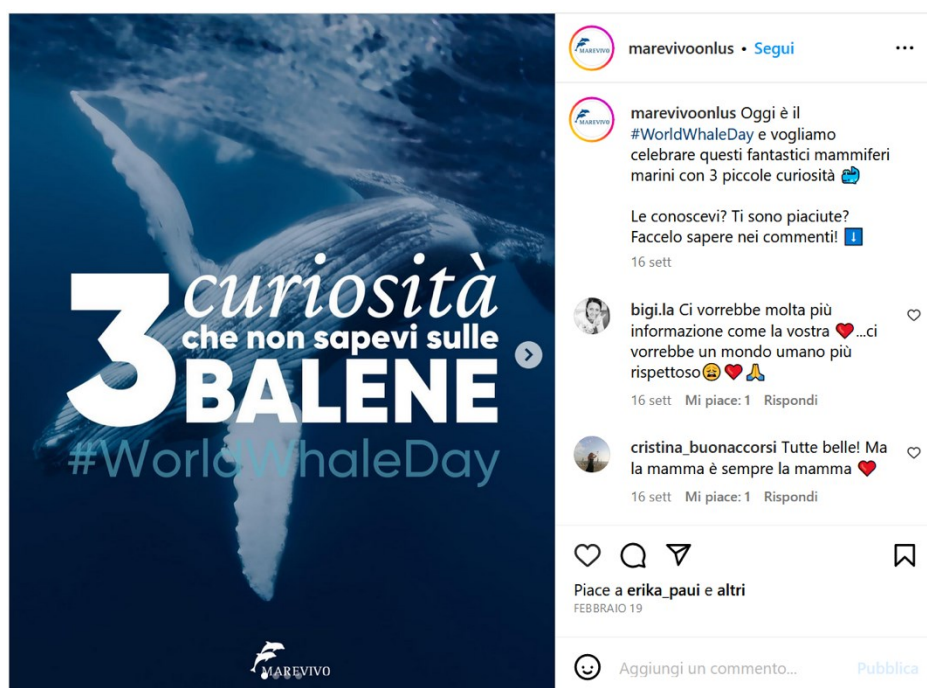 3 curiosità
che non sapevi sulle
BALENE
#WorldWhaleDay
MAREVIVO
MAREVIVO
marevivoonlus • Segui
MAREVIVO
marevivoonlus Oggi è il
#WorldWhaleDay e vogliamo
celebrare questi fantastici mammiferi
marini con 3 piccole curiosità
Le conoscevi? Ti sono piaciute?
Faccelo sapere nei commenti! ⬇️
16 sett
bigi.la Ci vorrebbe molta più
informazione come la vostra ❤️...ci
vorrebbe un mondo umano più
rispettoso😩❤️🙏
16 sett Mi piace: 1 Rispondi
cristina_buonaccorsi Tutte belle! Ma
la mamma è sempre la mamma ❤️
16 sett Mi piace: 1 Rispondi
Piace a erika_paui e altri
FEBBRAIO 19
Aggiungi un commento... Pubblica